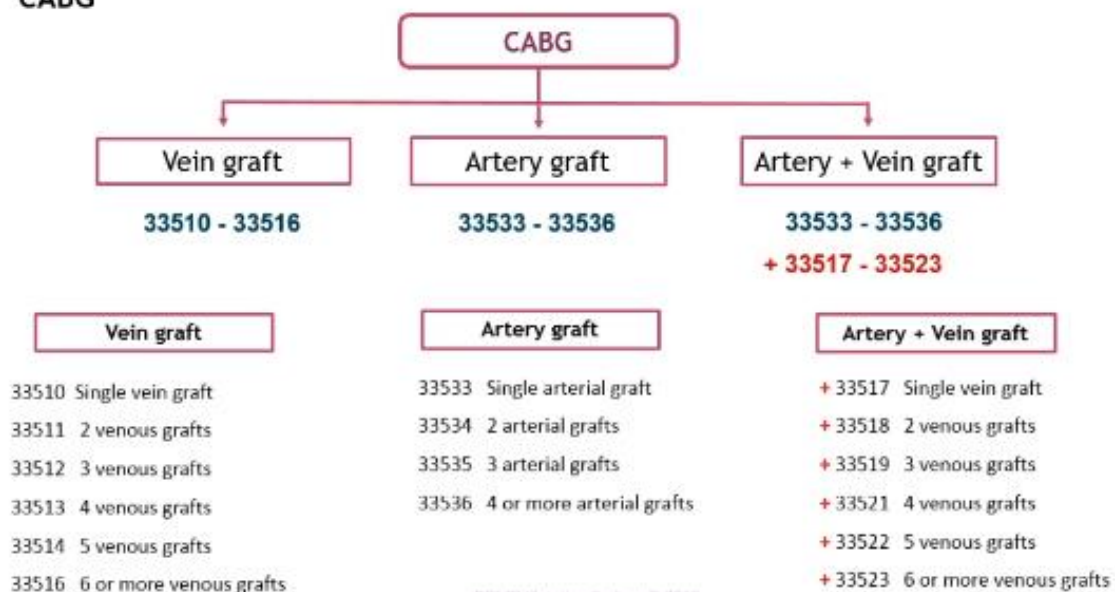 CABG
CABG
Vein graft
Artery graft
Artery + Vein graft
33510 - 33516
33533 - 33536
33533 - 33536
+ 33517 - 33523
Vein graft
33510 Single vein graft
33511 2 venous grafts
33512 3 venous grafts
33513 4 venous grafts
33514 5 venous grafts
33516 6 or more venous grafts
Artery graft
33533 Single arterial graft
33534 2 arterial grafts
33535 3 arterial grafts
33536 4 or more arterial grafts
Artery + Vein graft
+ 33517 Single vein graft
+ 33518 2 venous grafts
+ 33519 3 venous grafts
+ 33521 4 venous grafts
+ 33522 5 venous grafts
+ 33523 6 or more venous grafts